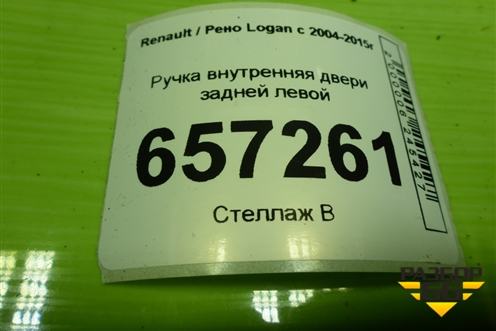 Renault / Рено Logan с 2004-2015г
Ручка внутренняя двери
задней левой
657261
Стеллаж В
РАЗБОР